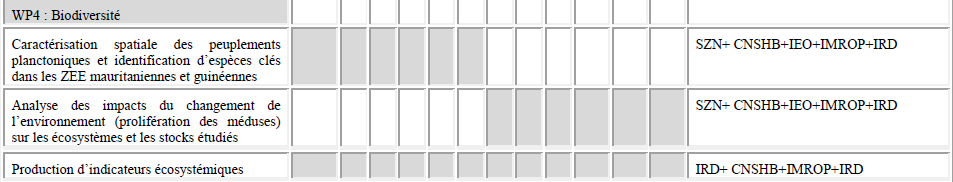 WP4 : Biodiversité
Caractérisation spatiale des peuplements
planctoniques et identification d’espèces clés
dans les ZEE mauritaniennes et guinéennes
SZN+ CNSHB+IEO+IMROP+IRD
Analyse des impacts du changement de
l’environnement (prolifération des méduses)
sur les écosystèmes et les stocks étudiés
SZN+ CNSHB+IEO+IMROP+IRD
Production d’indicateurs écosystémiques
IRD+ CNSHB+IMROP+IRD